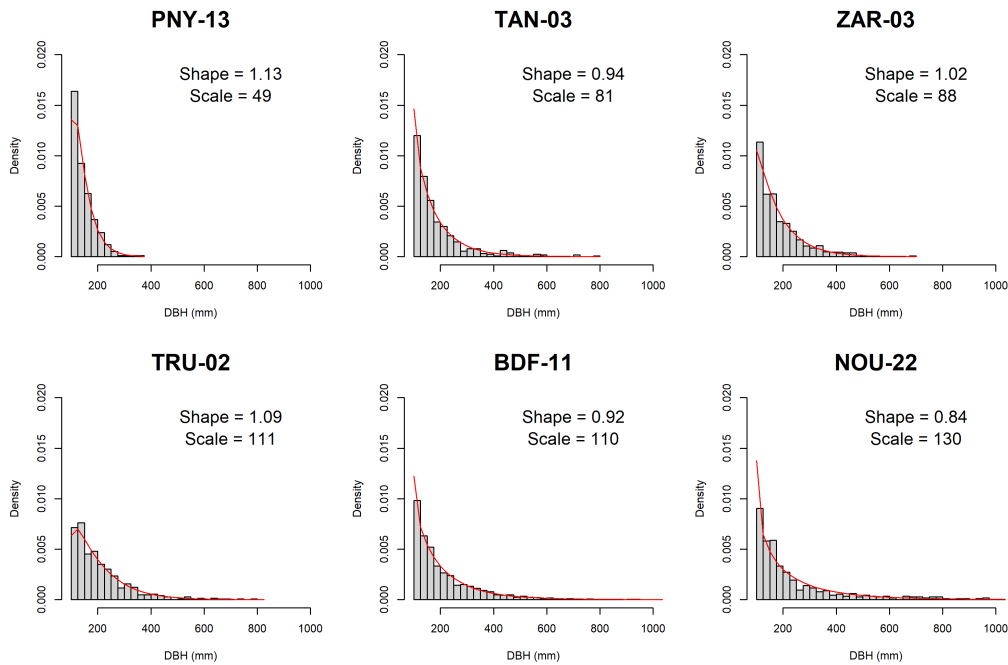 PNY-13
Shape = 1.13
Scale = 49
Density
0.000
0.005
0.010
0.015
0.020
200
400
600
800
1000
DBH (mm)
TAN-03
Shape = 0.94
Scale = 81
Density
0.000
0.005
0.010
0.015
0.020
200
400
600
800
1000
DBH (mm)
ZAR-03
Shape = 1.02
Scale = 88
Density
0.000
0.005
0.010
0.015
0.020
200
400
600
800
1000
DBH (mm)
TRU-02
Shape = 1.09
Scale = 111
Density
0.000
0.005
0.010
0.015
0.020
200
400
600
800
1000
DBH (mm)
BDF-11
Shape = 0.92
Scale = 110
Density
0.000
0.005
0.010
0.015
0.020
200
400
600
800
1000
DBH (mm)
NOU-22
Shape = 0.84
Scale = 130
Density
0.000
0.005
0.010
0.015
0.020
200
400
600
800
1000
DBH (mm)